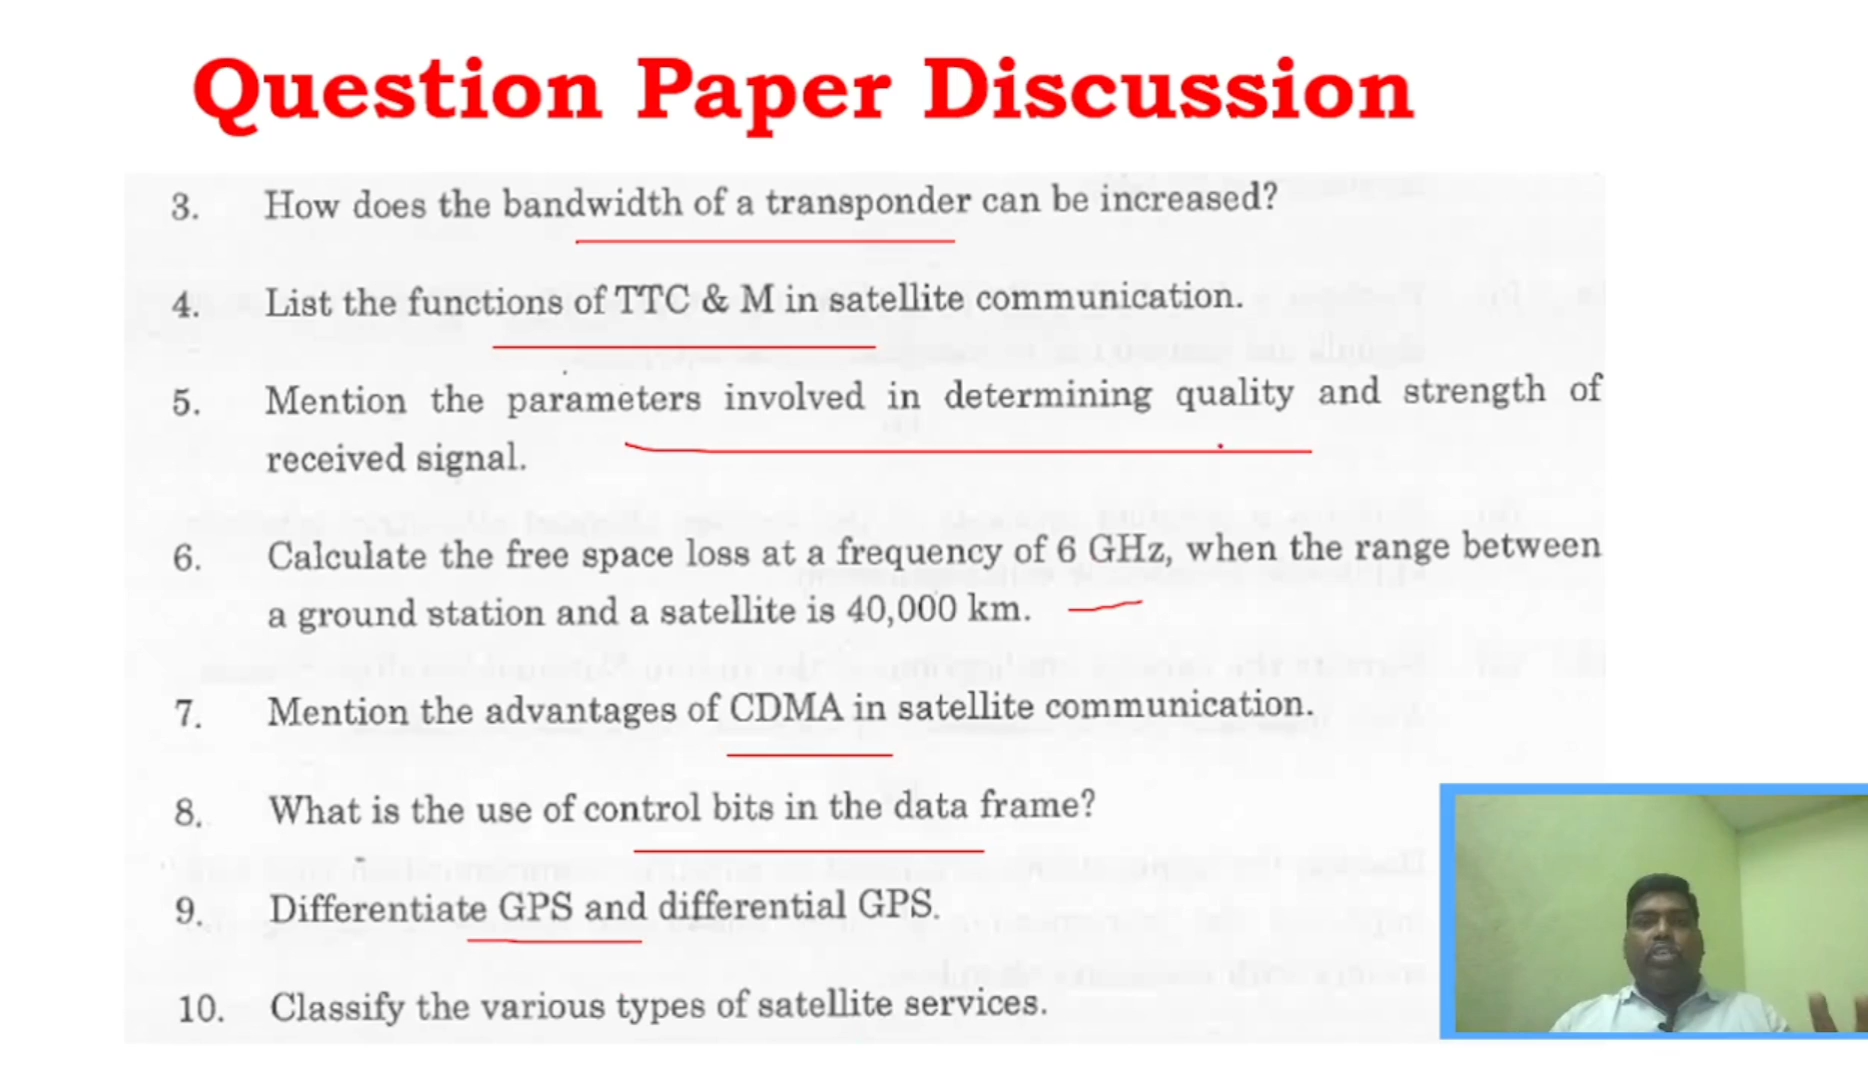 Question Paper Discussion
3. How does the bandwidth of a transponder can be increased?
4. List the functions of TTC & M in satellite communication.
5. Mention the parameters involved in determining quality and strength of
received signal.
6. Calculate the free space loss at a frequency of 6 GHz, when the range between
a ground station and a satellite is 40,000 km.
7. Mention the advantages of CDMA in satellite communication.
8. What is the use of control bits in the data frame?
9. Differentiate GPS and differential GPS.
10. Classify the various types of satellite services.